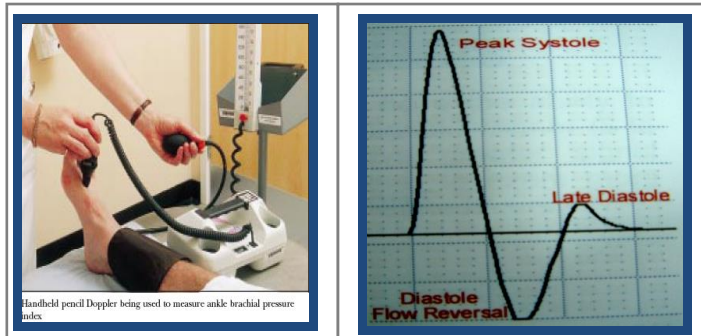 Handheld pencil Doppler being used to measure ankle brachial pressure
index
Peak Systole
Late Diastole
Diastole
Flow Reversal